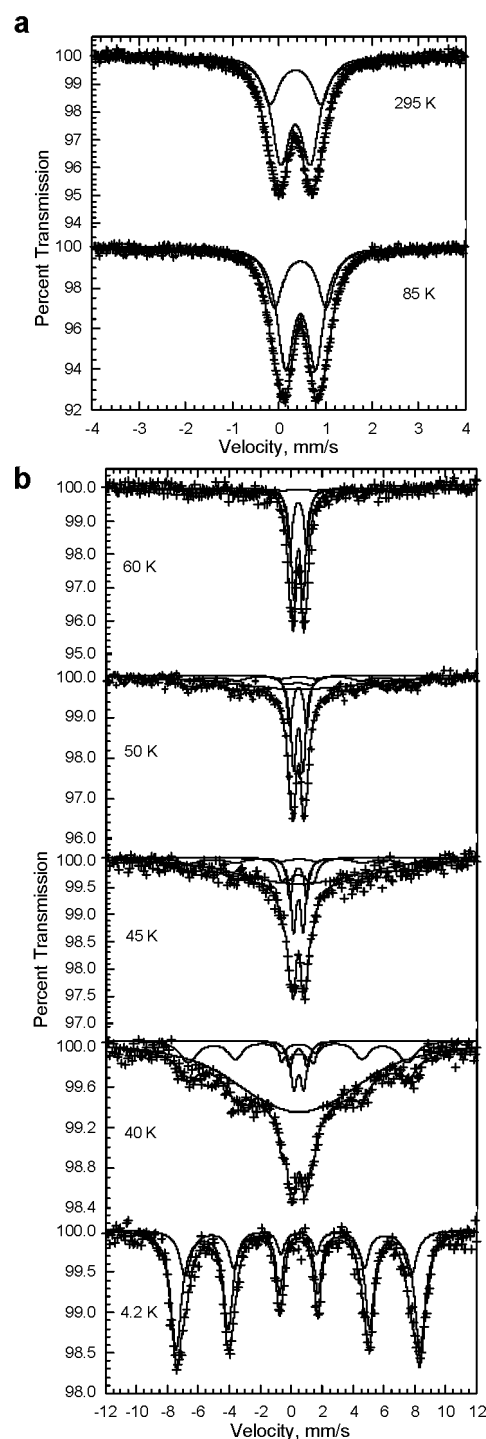 a
100
99
98
97
96
95
94
295 K
Percent Transmission
100
98
96
94
92
85 K
-4 -3 -2 -1 0 1 2 3 4
Velocity, mm/s
b
100.0
99.0
98.0
97.0
96.0
95.0
60 K
100.0
99.0
98.0
97.0
96.0
50 K
Percent Transmission
100.0
99.5
99.0
98.5
98.0
97.5
97.0
45 K
100.0
99.6
99.2
98.8
98.4
40 K
100.0
99.5
99.0
98.5
98.0
4.2 K
-12 -10 -8 -6 -4 -2 0 2 4 6 8 10 12
Velocity, mm/s